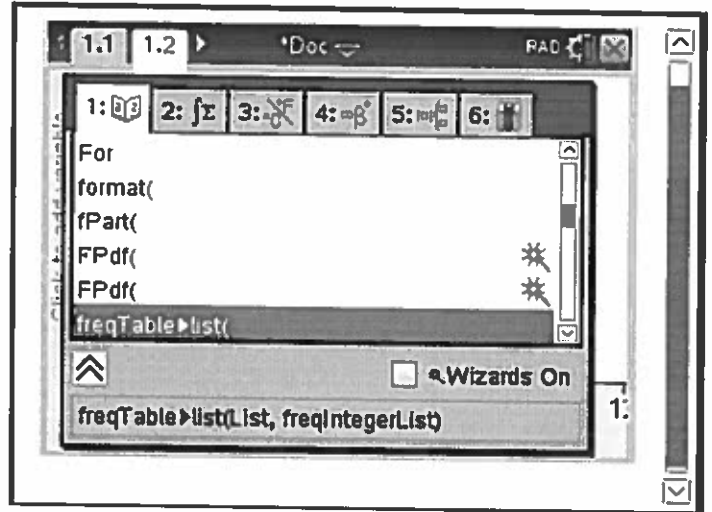 1.1 1.2 *Doc RAD
1: 2: ∫Σ 3: 4: ∞β° 5: 6:
For
format(
fPart(
FPdf(
FPdf(
freqTable▶list(
Wizards On
freqTable▶list(List, freqIntegerList)
1: